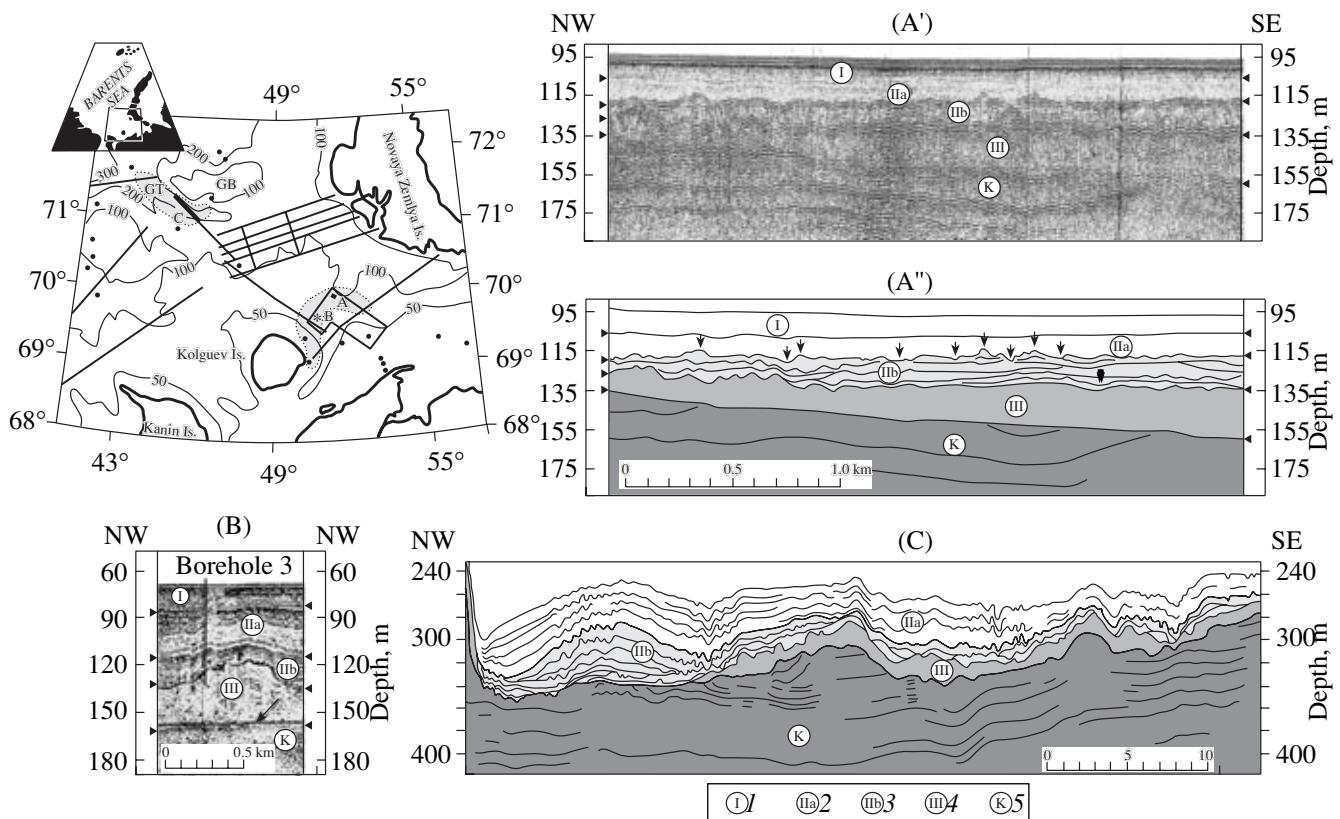 BARENTS
SEA
49°
55°
72°
71°
70°
69°
68°
71°
70°
69°
68°
43°
49°
55°
300
200
200
100
100
100
100
100
50
50
50
GT
GB
C
A
*B
Novaya Zemlya Is.
Kolguev Is.
Kanin Is.
NW (A') SE
95 95
115 115
135 135
155 155
175 175
Depth, m
I
IIa
IIb
III
K
(A'')
95 95
115 115
135 135
155 155
175 175
Depth, m
I
IIa
IIb
III
K
0 0.5 1.0 km
(B)
NW NW
Borehole 3
60 60
90 90
120 120
150 150
180 180
Depth, m
I
IIa
IIb
III
K
0 0.5 km
NW (C) SE
240 240
300 300
400 400
Depth, m
IIa
IIb
III
K
0 5 10
I 1 IIa 2 IIb 3 III 4 K 5